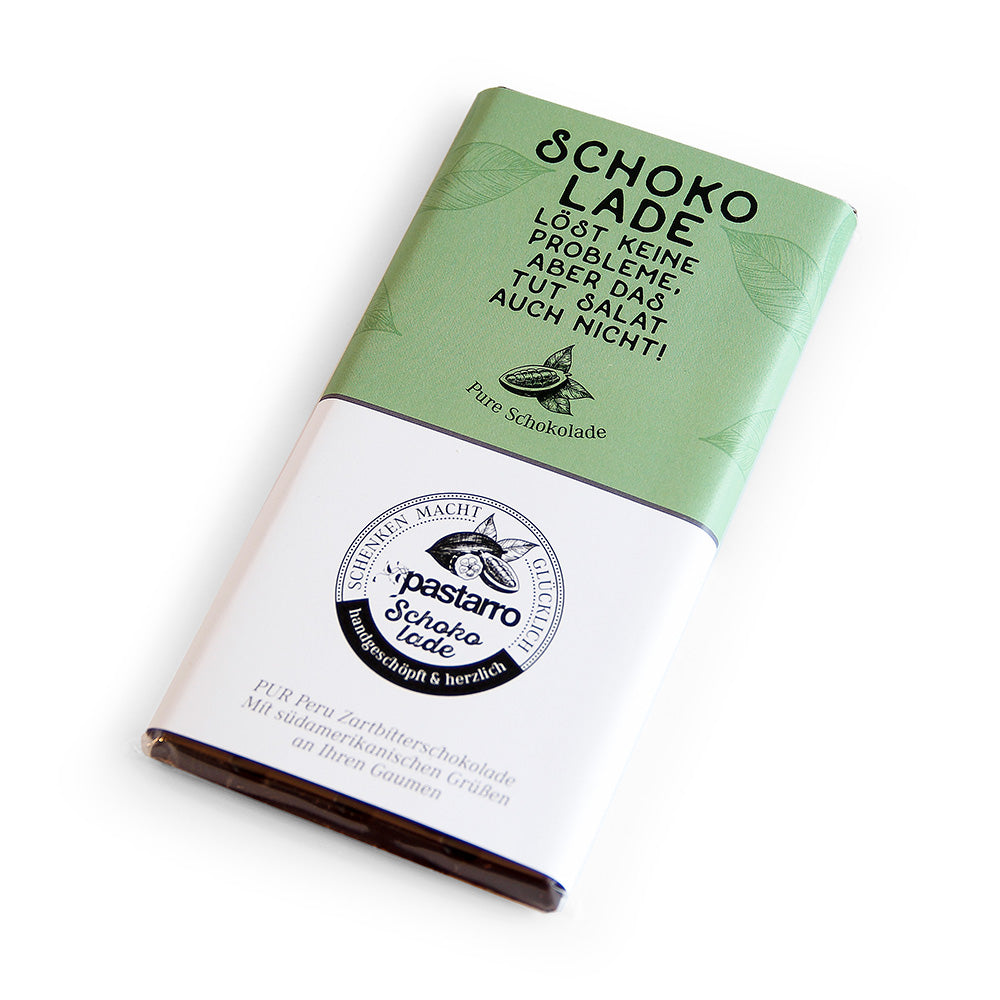 SCHOKO
LADE
LÖST KEINE
PROBLEME,
ABER DAS
TUT SALAT
AUCH NICHT!
Pure Schokolade
SCHENKEN MACHT GLÜCKLICH
pastarro
Schoko
lade
handgeschöpft & herzlich
PUR Peru Zartbitterschokolade
Mit südamerikanischen Grüßen
an Ihren Gaumen